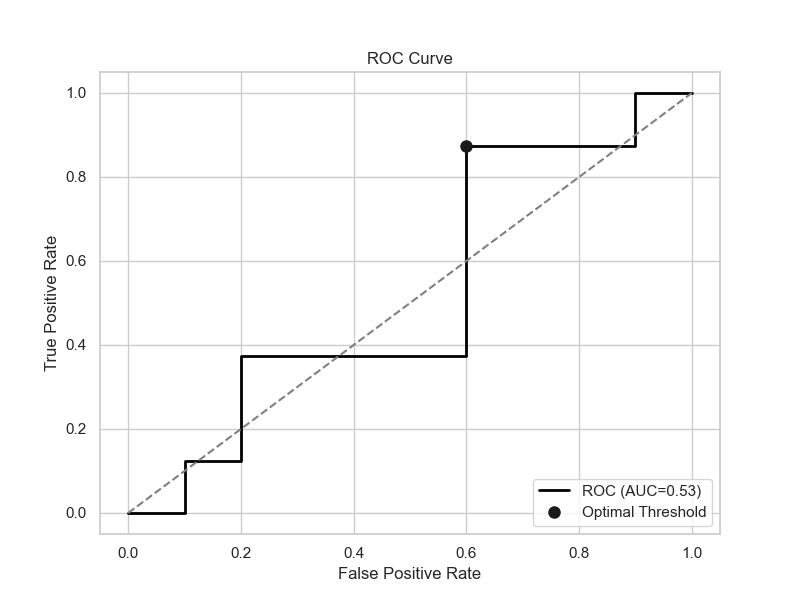 ROC Curve
1.0
0.8
0.6
0.4
0.2
0.0
True Positive Rate
0.0 0.2 0.4 0.6 0.8 1.0
False Positive Rate
ROC (AUC=0.53)
Optimal Threshold